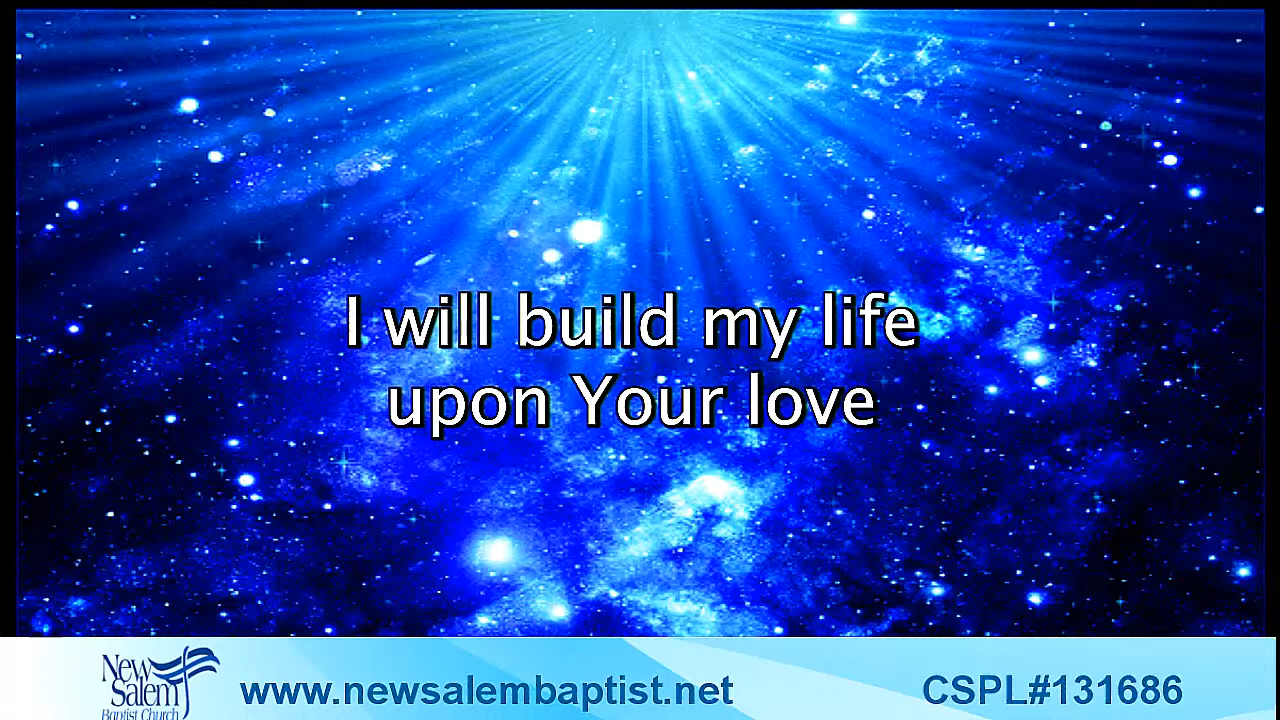 I will build my life
upon Your love
New
Salem
Baptist Church
www.newsalembaptist.net
CSPL#131686